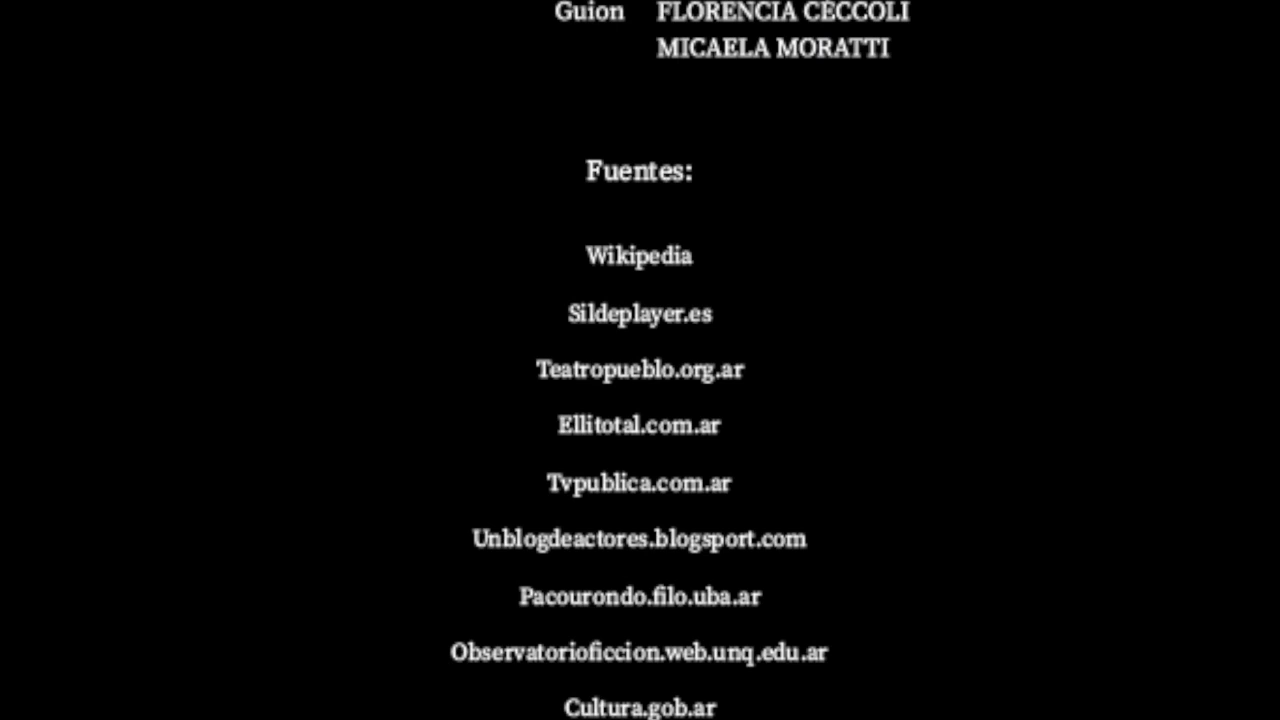 Guion FLORENCIA CECCOLI
MICAELA MORATTI
Fuentes:
Wikipedia
Sildeplayer.es
Teatropueblo.org.ar
Ellitotal.com.ar
Tvpublica.com.ar
Unblogdeactores.blogsport.com
Pacourondo.filo.uba.ar
Observatorioficcion.web.unq.edu.ar
Cultura.gob.ar